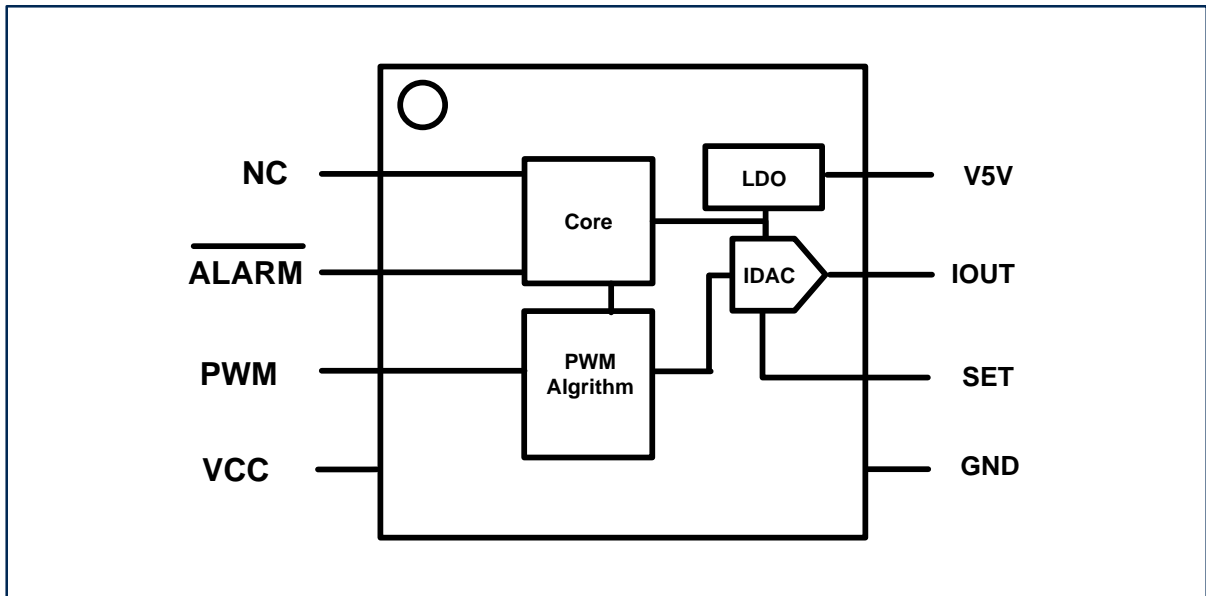 NC
ALARM
PWM
VCC
Core
PWM
Algrithm
LDO
IDAC
V5V
IOUT
SET
GND